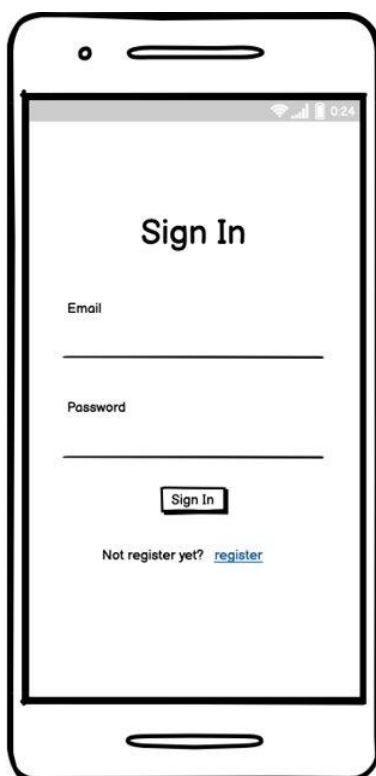 0:24
Sign In
Email
Password
Sign In
Not register yet? register